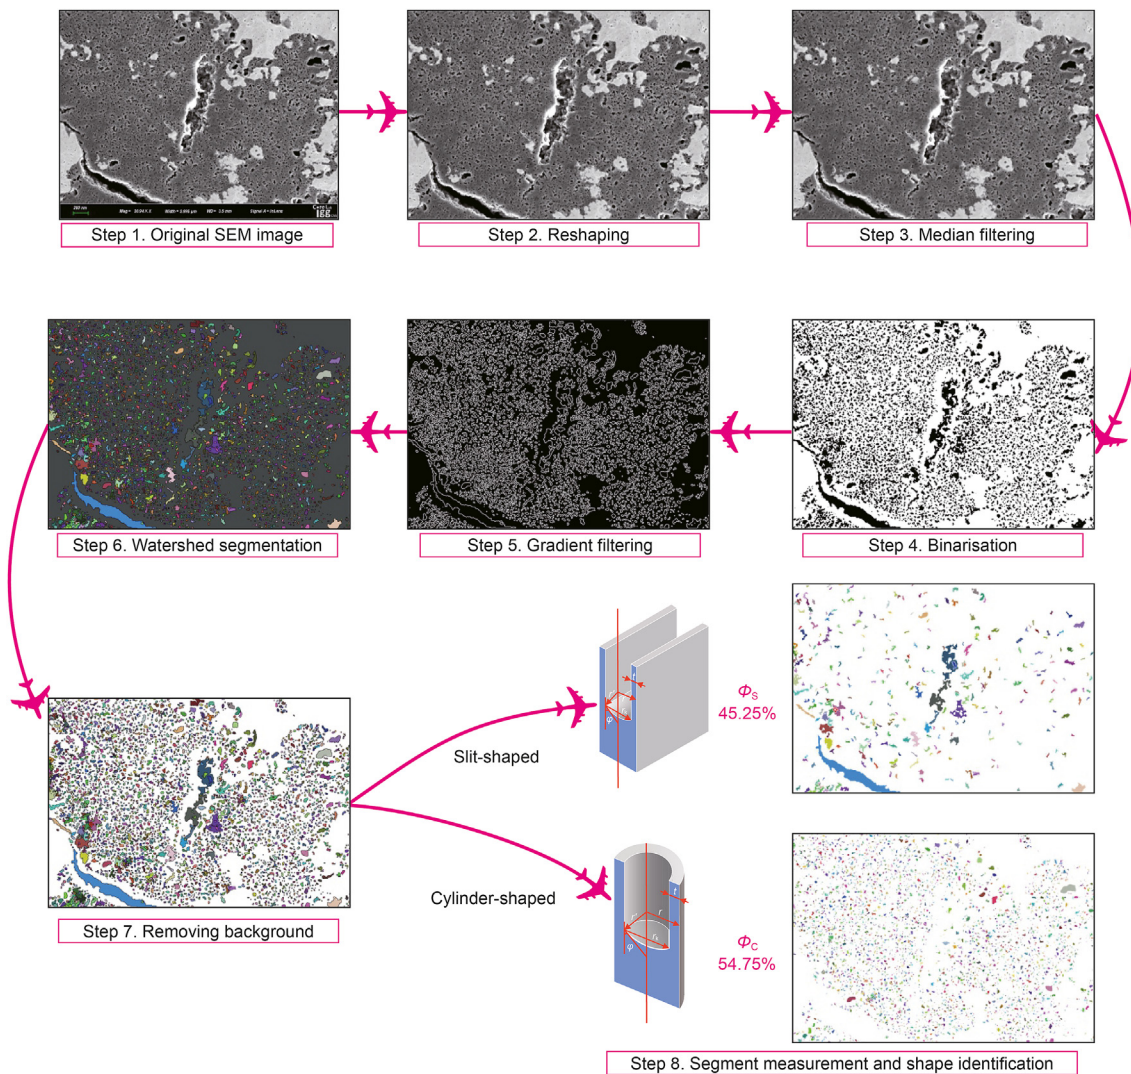 Step 1. Original SEM image
Step 2. Reshaping
Step 3. Median filtering
Step 6. Watershed segmentation
Step 5. Gradient filtering
Step 4. Binarisation
Slit-shaped
t
φ
Φs
45.25%
Step 7. Removing background
Cylinder-shaped
t
r
φ
Φc
54.75%
Step 8. Segment measurement and shape identification